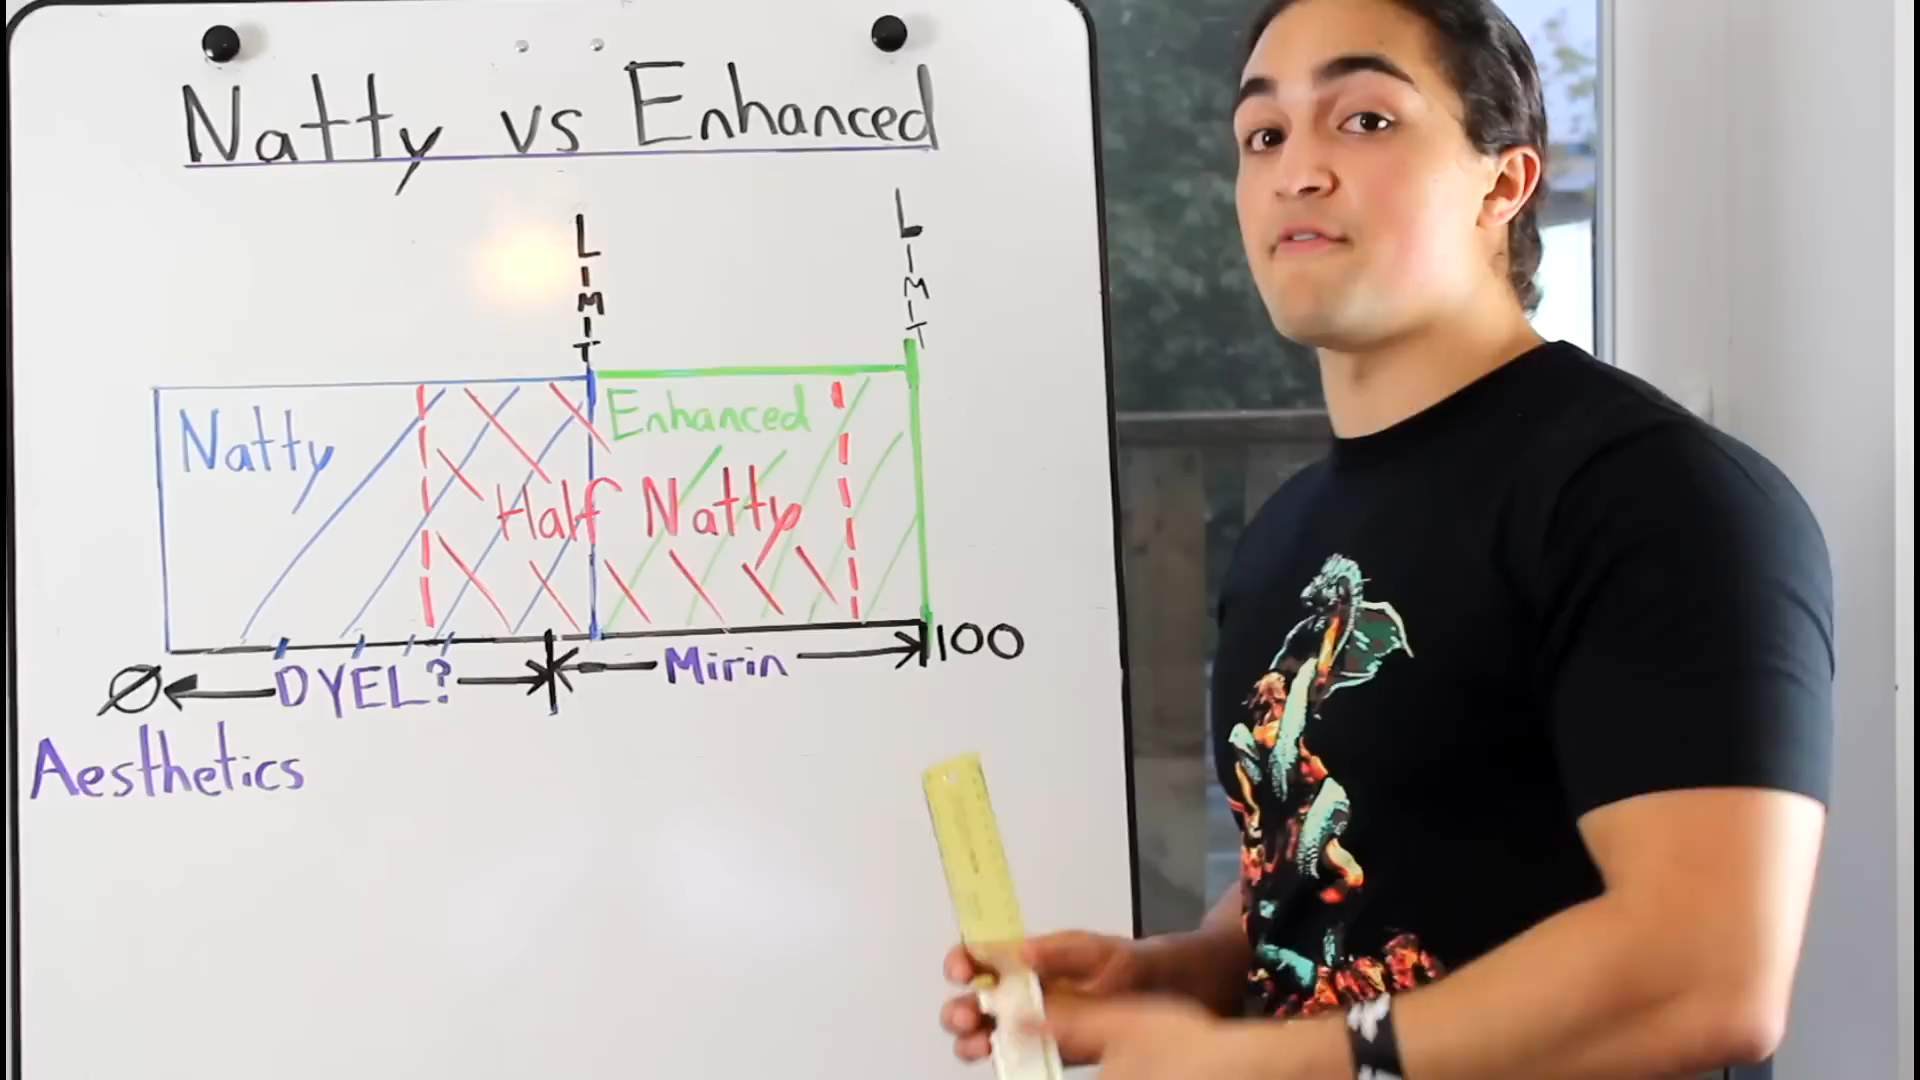 Natty vs Enhanced
LIMIT
LIMIT
Natty
Enhanced
Half Natty
Ø
DYEL?
Mirin
100
Aesthetics